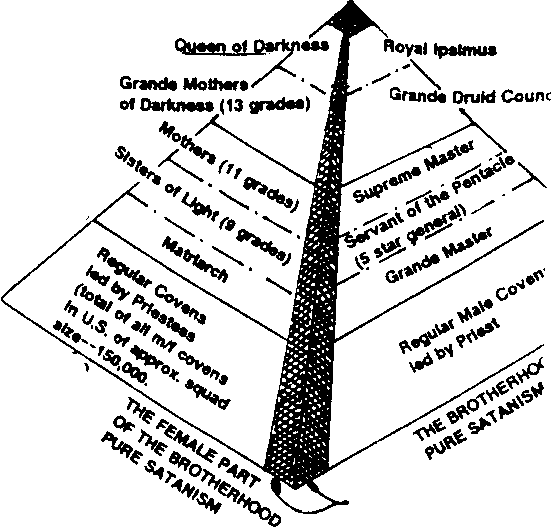 Queen of Darkness
Royal Ipsimus
Grande Mothers
of Darkness (13 grades)
Grande Druid Counc
Mothers (11 grades)
Supreme Master
Sisters of Light (9 grades)
Servant of the Pentacle
(5 star general)
Matriarch
Grande Master
Regular Covens
led by Priestess
(total of all m/f covens
in U.S. of approx. squad
size--150,000.
Regular Male Covens
led by Priest
THE FEMALE PART
OF THE BROTHERHOOD
PURE SATANISM
THE BROTHERHOO
PURE SATANISM